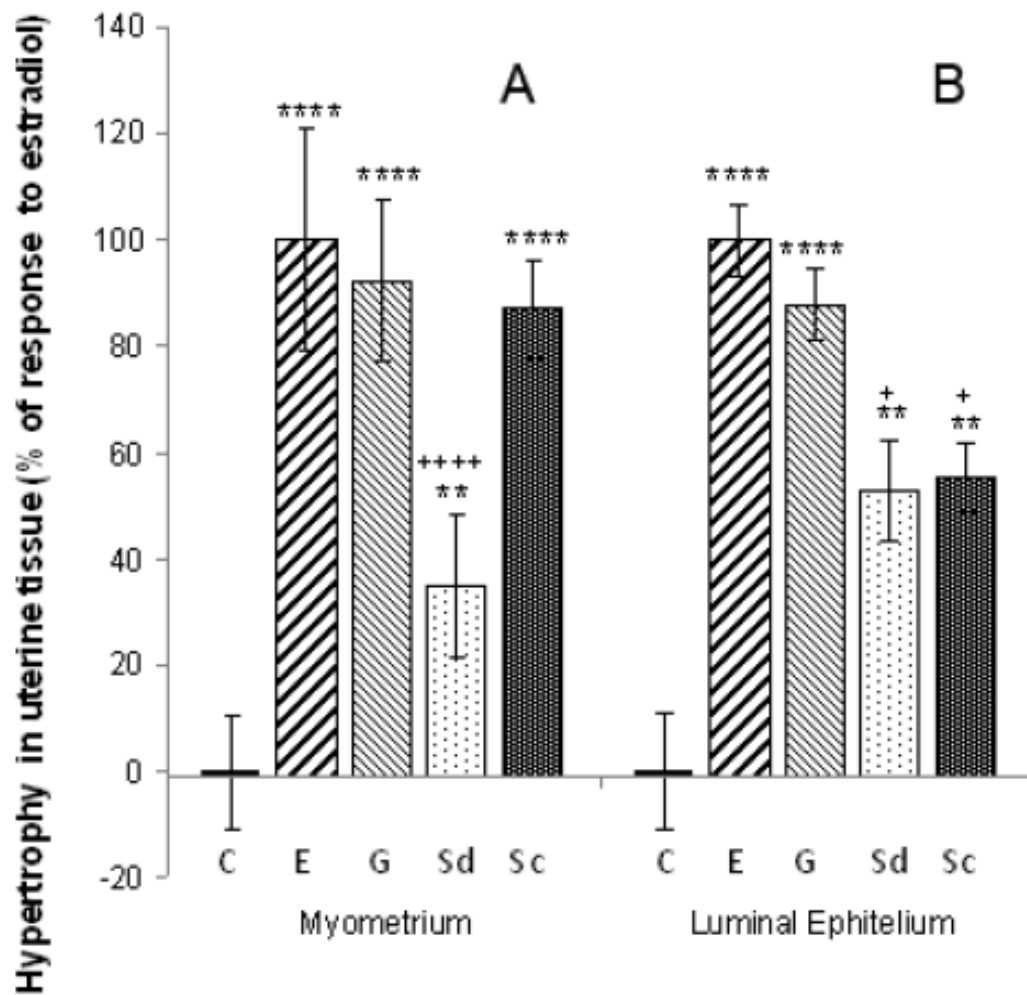 Hypertrophy in uterine tissue (% of response to estradiol)
140
120
100
80
60
40
20
0
-20
A
****
****
++++
**
****
C E G Sd Sc
Myometrium
B
****
****
+
**
+
**
C E G Sd Sc
Luminal Ephitelium